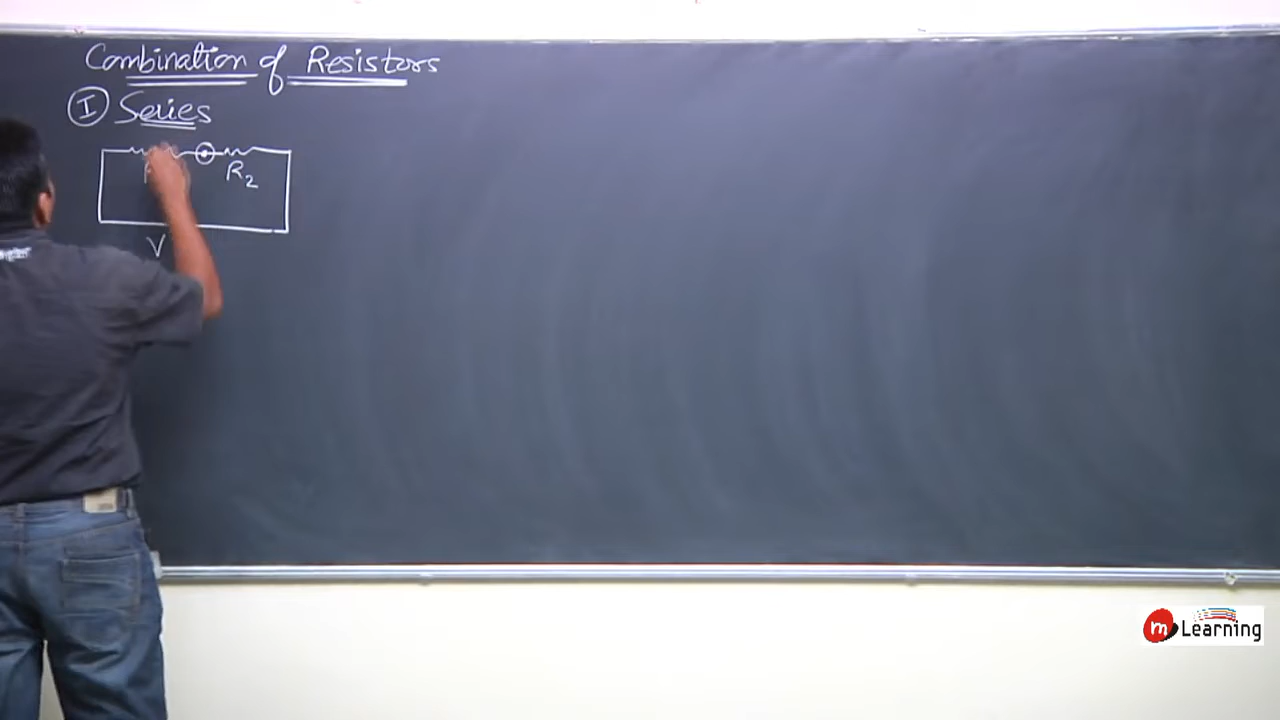 Combination of Resistors
I Series
R2
V
m Learning